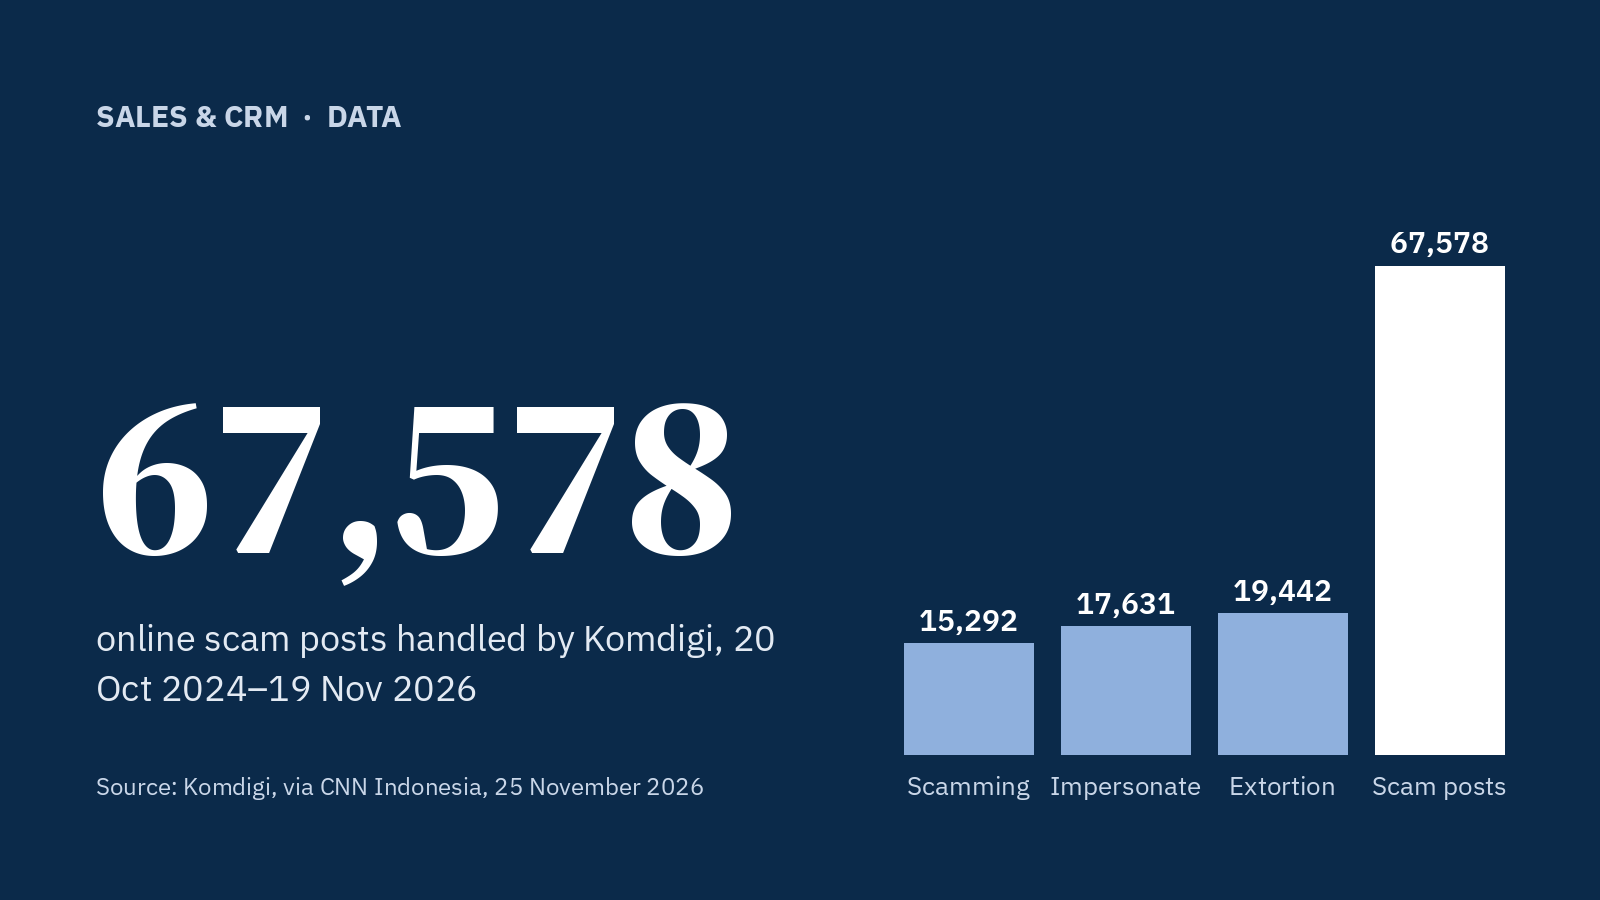 SALES & CRM · DATA
67,578
online scam posts handled by Komdigi, 20
Oct 2024–19 Nov 2026
Source: Komdigi, via CNN Indonesia, 25 November 2026
15,292
17,631
19,442
67,578
Scamming
Impersonate
Extortion
Scam posts